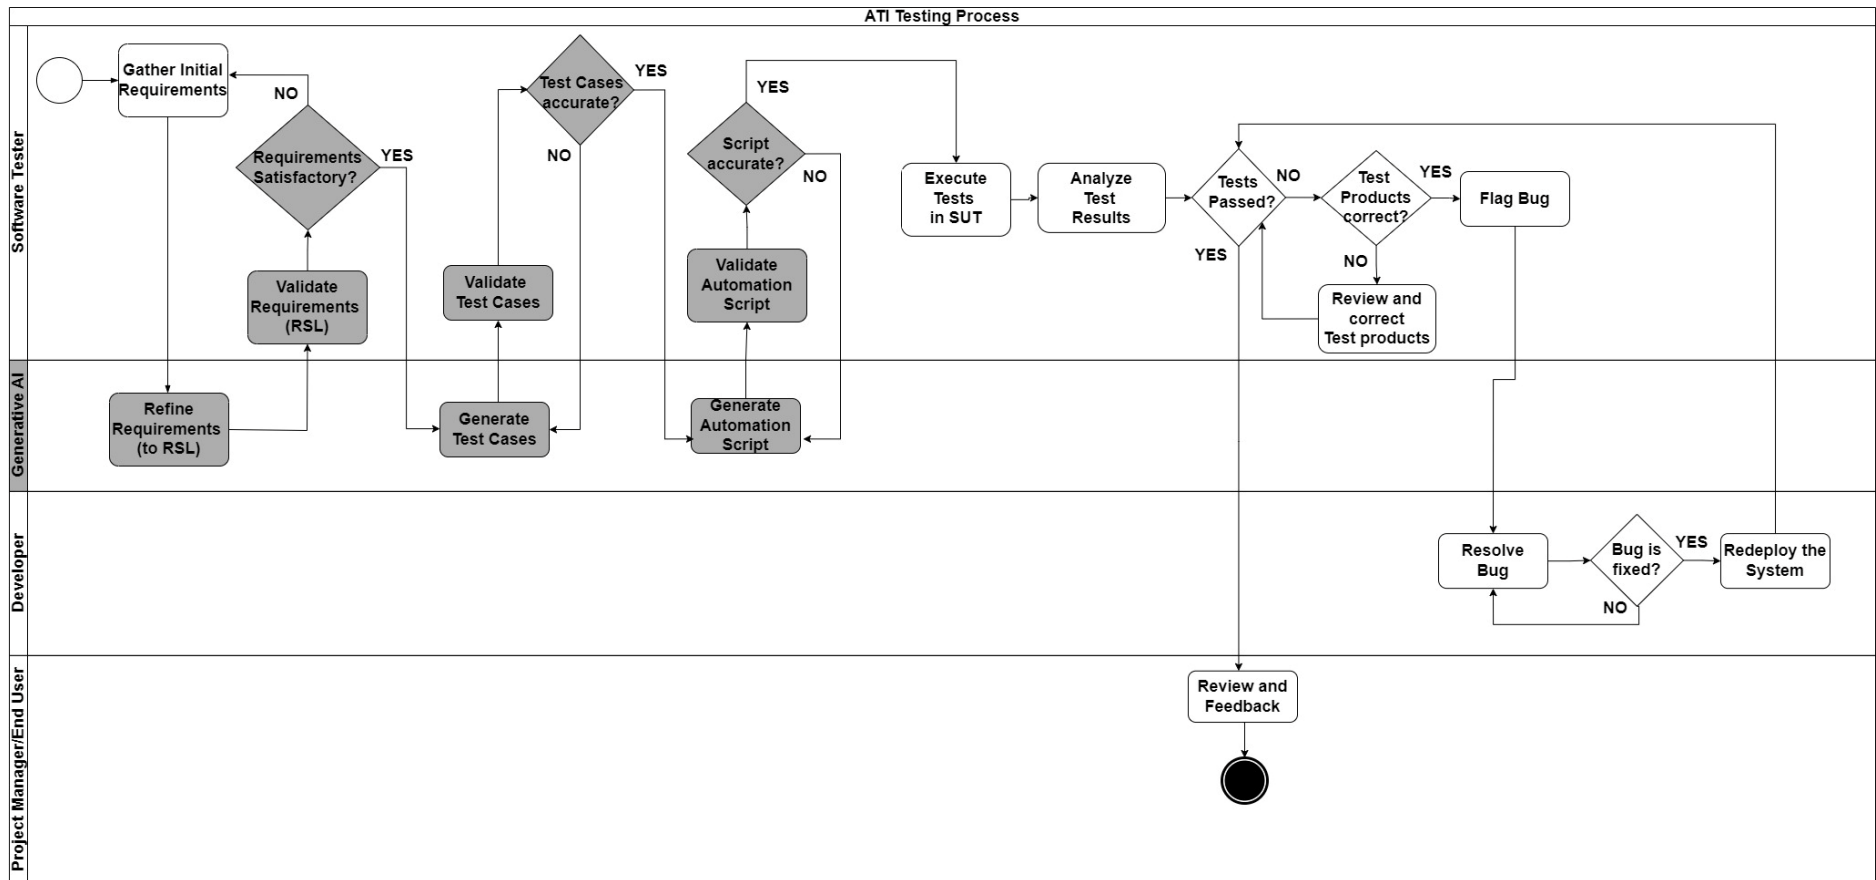 ATI Testing Process
Software Tester
Gather Initial
Requirements
NO
Requirements
Satisfactory?
YES
Validate
Requirements
(RSL)
Test Cases
accurate?
YES
NO
Validate
Test Cases
YES
Script
accurate?
NO
Validate
Automation
Script
Execute
Tests
in SUT
Analyze
Test
Results
Tests
Passed?
NO
YES
Test
Products
correct?
YES
NO
Flag Bug
Review and
correct
Test products
Generative AI
Refine
Requirements
(to RSL)
Generate
Test Cases
Generate
Automation
Script
Developer
Resolve
Bug
Bug is
fixed?
YES
NO
Redeploy the
System
Project Manager/End User
Review and
Feedback